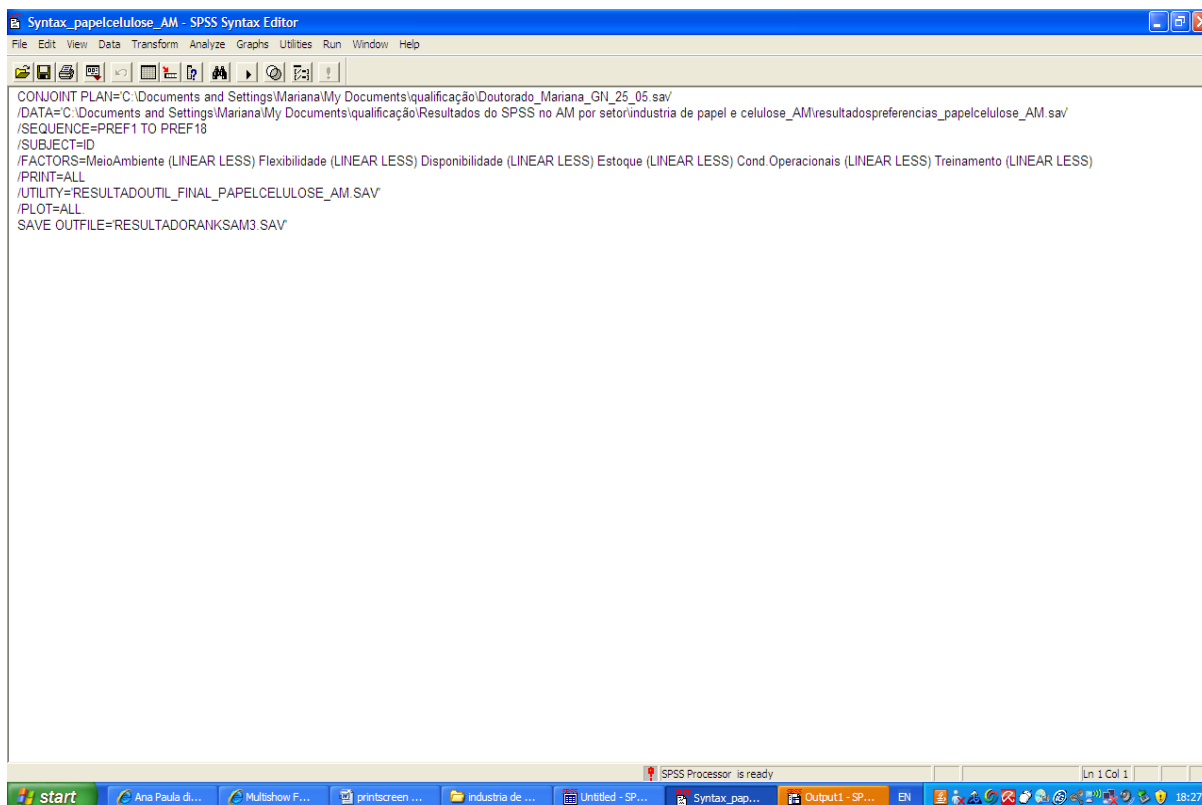 Syntax_papelcelulose_AM - SPSS Syntax Editor
File Edit View Data Transform Analyze Graphs Utilities Run Window Help
CONJOINT PLAN='C:\Documents and Settings\Mariana\My Documents\qualificação\Doutorado_Mariana_GN_25_05.sav'
/DATA='C:\Documents and Settings\Mariana\My Documents\qualificação\Resultados do SPSS no AM por setor\industria de papel e celulose_AM\resultadospreferencias_papelcelulose_AM.sav'
/SEQUENCE=PREF1 TO PREF18
/SUBJECT=ID
/FACTORS=MeioAmbiente (LINEAR LESS) Flexibilidade (LINEAR LESS) Disponibilidade (LINEAR LESS) Estoque (LINEAR LESS) Cond.Operacionais (LINEAR LESS) Treinamento (LINEAR LESS)
/PRINT=ALL
/UTILITY='RESULTADOUTIL_FINAL_PAPELCELULOSE_AM.SAV'
/PLOT=ALL.
SAVE OUTFILE='RESULTADORANKSAM3.SAV'
SPSS Processor is ready
Ln 1 Col 1
start Ana Paula di... Multishow F... printscreen ... industria de ... Untitled - SP... Syntax_pap... Output1 - SP... EN